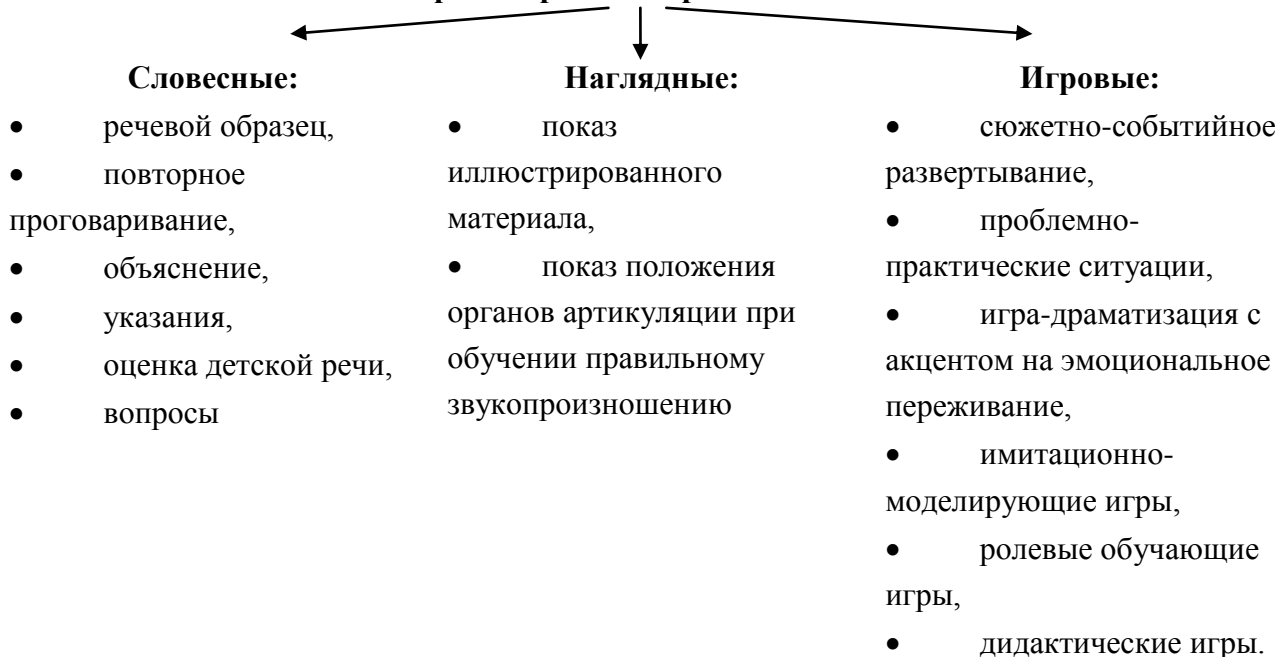 Словесные:
• речевой образец,
• повторное
проговаривание,
• объяснение,
• указания,
• оценка детской речи,
• вопросы
Наглядные:
• показ
иллюстрированного
материала,
• показ положения
органов артикуляции при
обучении правильному
звукопроизношению
Игровые:
• сюжетно-событийное
развертывание,
• проблемно-
практические ситуации,
• игра-драматизация с
акцентом на эмоциональное
переживание,
• имитационно-
моделирующие игры,
• ролевые обучающие
игры,
• дидактические игры.